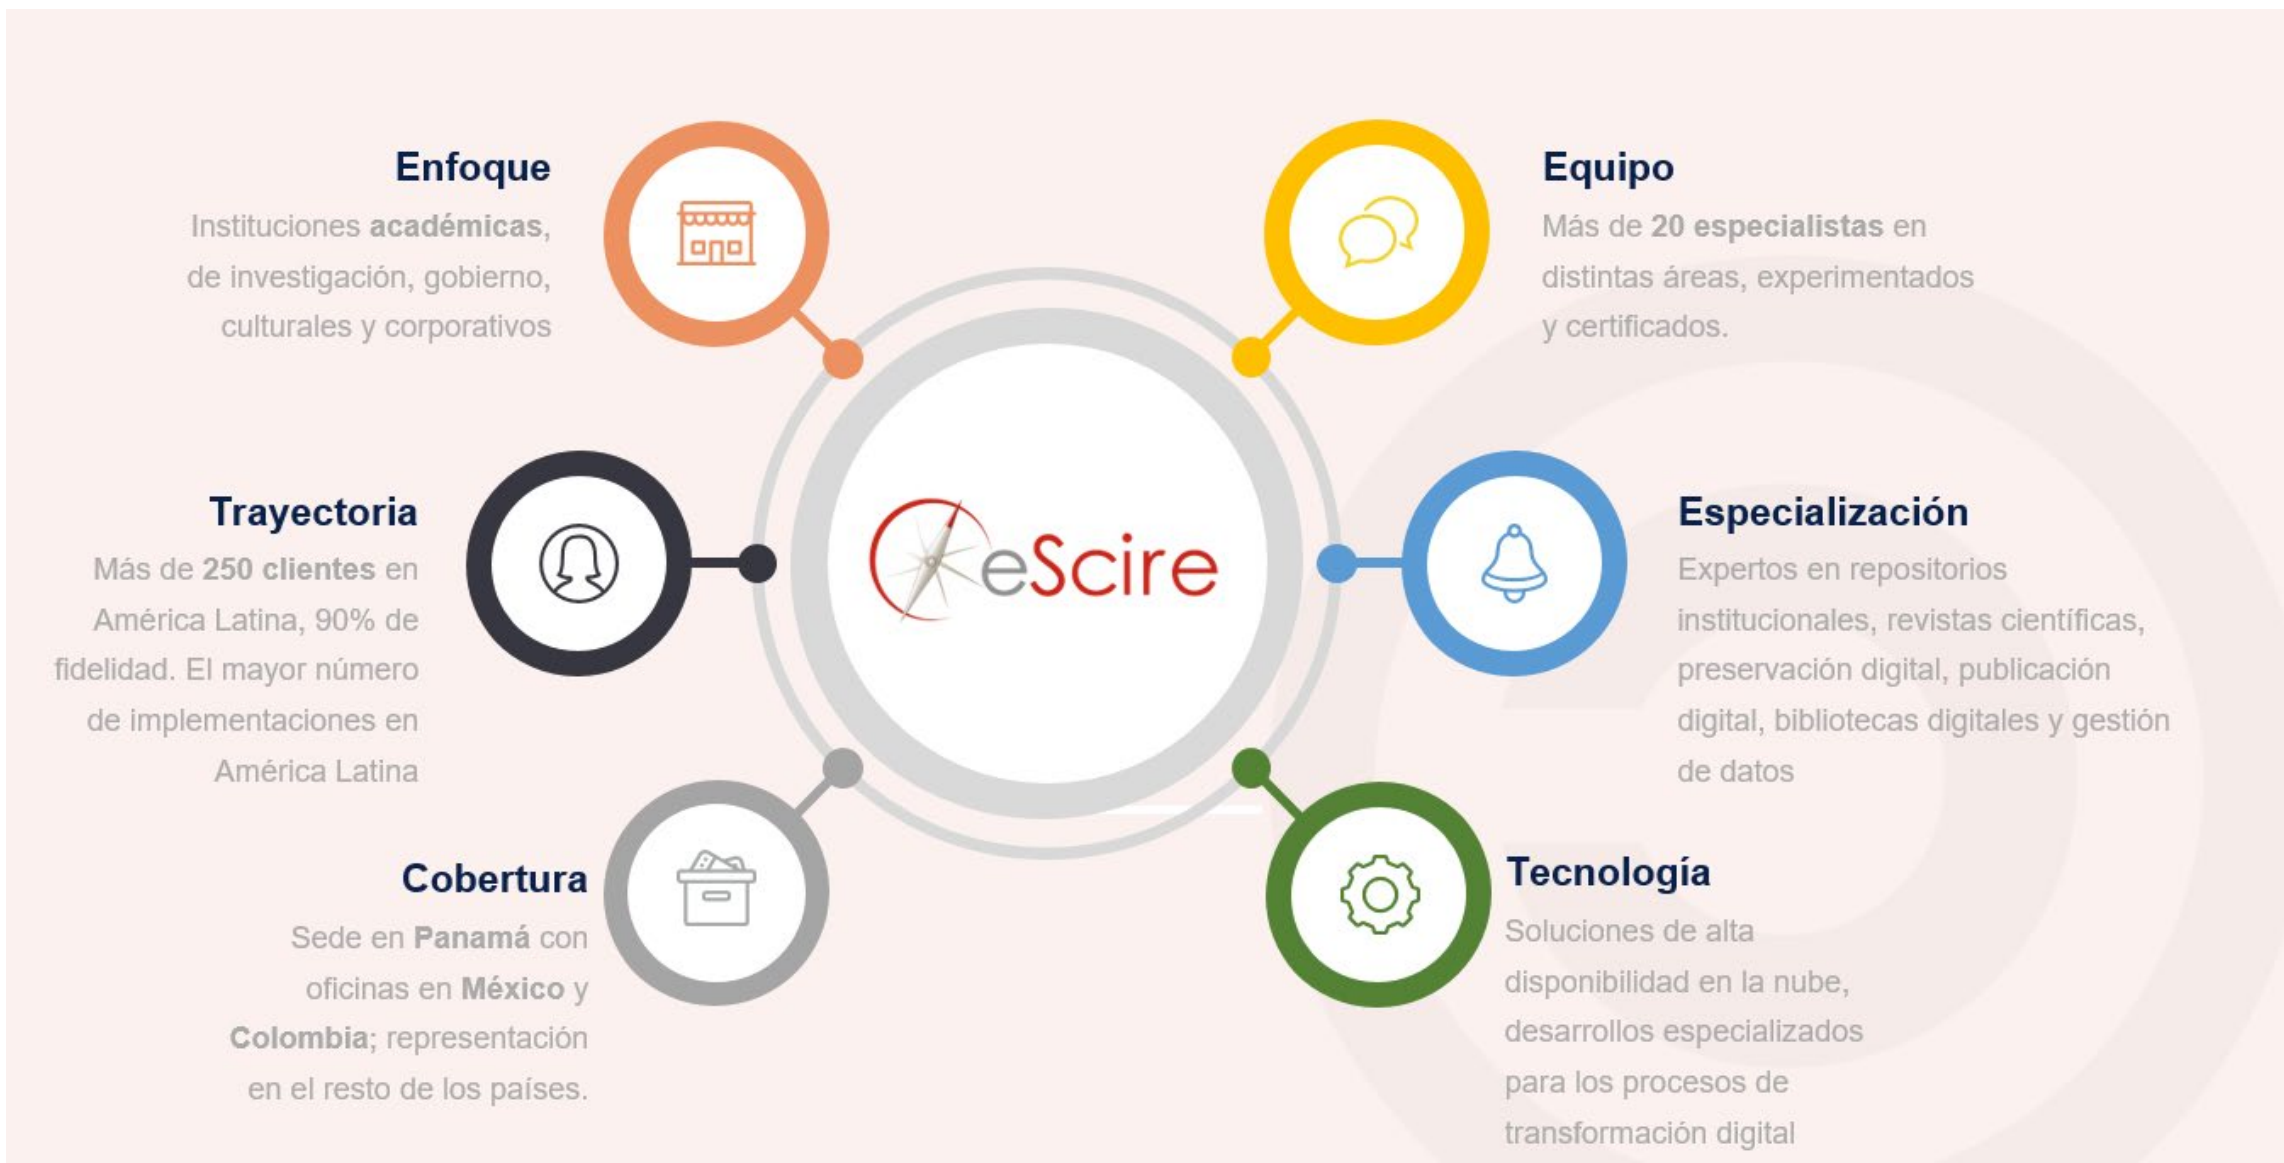 Enfoque
Instituciones académicas,
de investigación, gobierno,
culturales y corporativos
Trayectoria
Más de 250 clientes en
América Latina, 90% de
fidelidad. El mayor número
de implementaciones en
América Latina
Cobertura
Sede en Panamá con
oficinas en México y
Colombia; representación
en el resto de los países.
eScire
Equipo
Más de 20 especialistas en
distintas áreas, experimentados
y certificados.
Especialización
Expertos en repositorios
institucionales, revistas científicas,
preservación digital, publicación
digital, bibliotecas digitales y gestión
de datos
Tecnología
Soluciones de alta
disponibilidad en la nube,
desarrollos especializados
para los procesos de
transformación digital